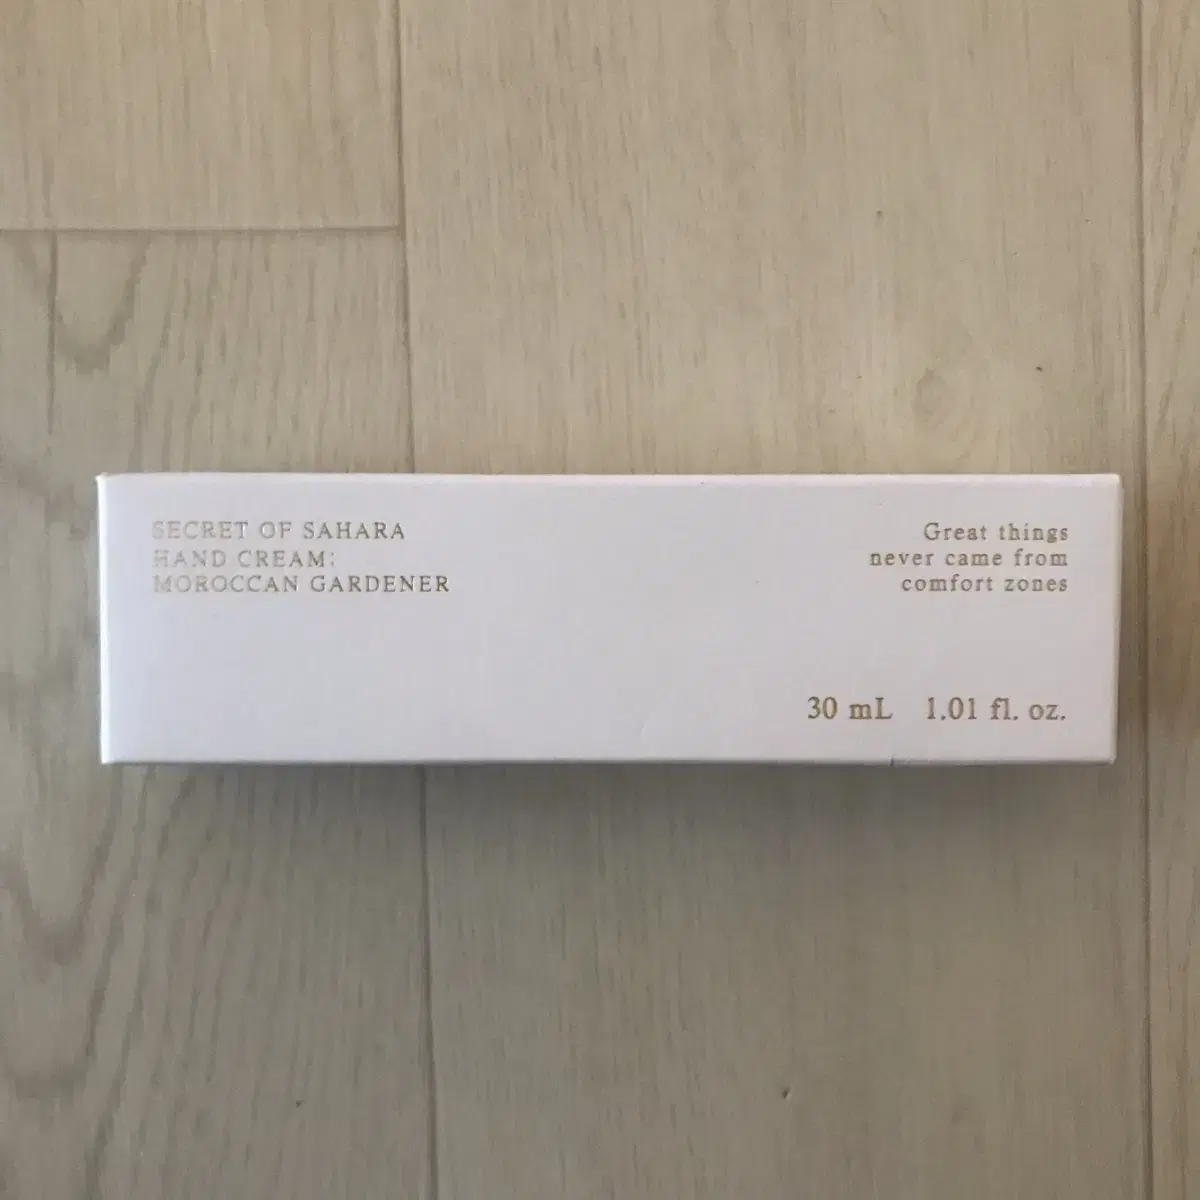 SECRET OF SAHARA
HAND CREAM:
MOROCCAN GARDENER
Great things
never came from
comfort zones
30 mL 1.01 fl. oz.